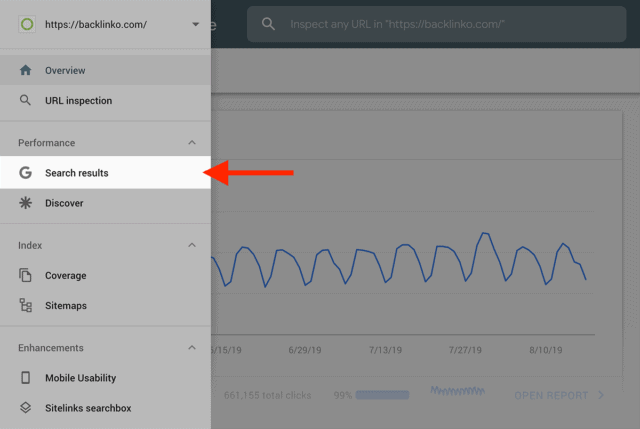 https://backlinko.com/
e
Inspect any URL in "https://backlinko.com/"
Overview
URL inspection
Performance
Search results
Discover
Index
Coverage
Sitemaps
Enhancements
Mobile Usability
Sitelinks searchbox
6/15/19 6/29/19 7/13/19 7/27/19 8/10/19
661,155 total clicks 99% OPEN REPORT